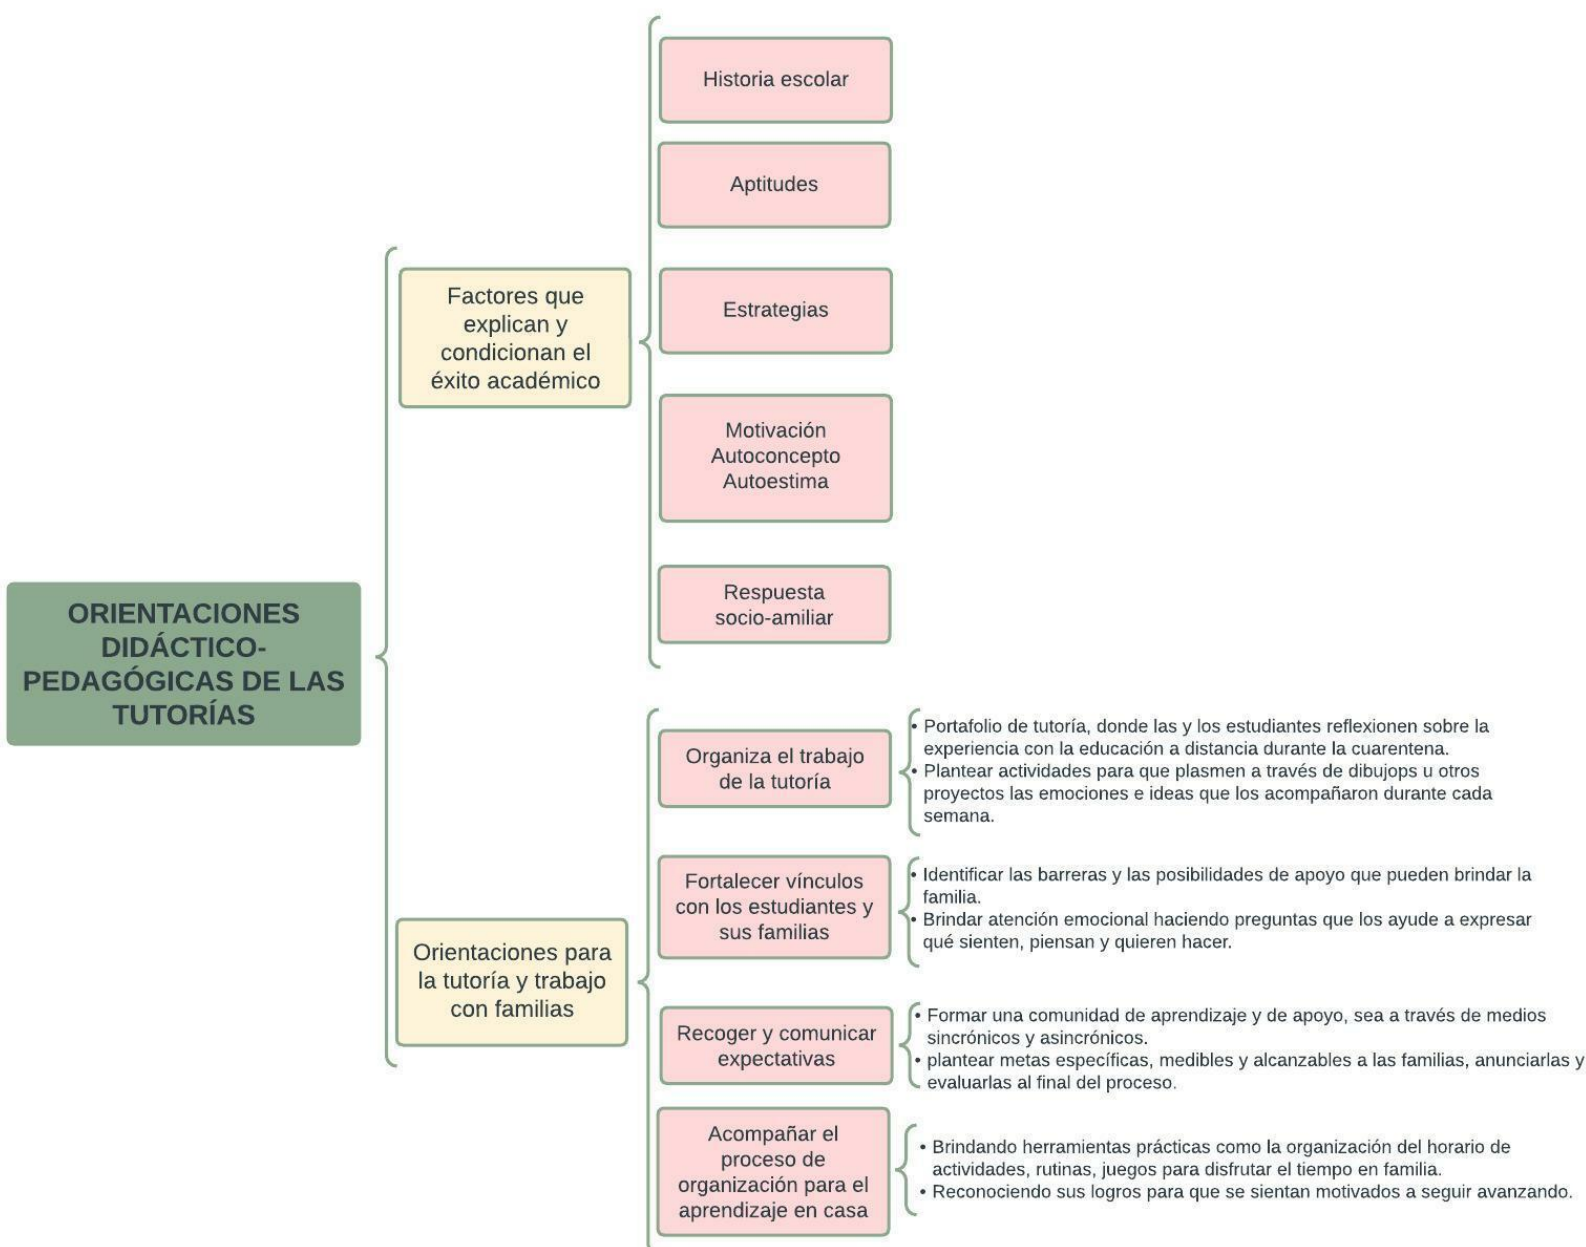 Historia escolar
Aptitudes
Factores que
explican y
condicionan el
éxito académico
Estrategias
Motivación
Autoconcepto
Autoestima
Respuesta
socio-amiliar
ORIENTACIONES
DIDÁCTICO-
PEDAGÓGICAS DE LAS
TUTORÍAS
Organiza el trabajo
de la tutoría
• Portafolio de tutoría, donde las y los estudiantes reflexionen sobre la
experiencia con la educación a distancia durante la cuarentena.
• Plantear actividades para que plasmen a través de dibujops u otros
proyectos las emociones e ideas que los acompañaron durante cada
semana.
Fortalecer vínculos
con los estudiantes y
sus familias
• Identificar las barreras y las posibilidades de apoyo que pueden brindar la
familia.
• Brindar atención emocional haciendo preguntas que los ayude a expresar
qué sienten, piensan y quieren hacer.
Orientaciones para
la tutoría y trabajo
con familias
Recoger y comunicar
expectativas
• Formar una comunidad de aprendizaje y de apoyo, sea a través de medios
sincrónicos y asincrónicos.
• plantear metas específicas, medibles y alcanzables a las familias, anunciarlas y
evaluarlas al final del proceso.
Acompañar el
proceso de
organización para el
aprendizaje en casa
• Brindando herramientas prácticas como la organización del horario de
actividades, rutinas, juegos para disfrutar el tiempo en familia.
• Reconociendo sus logros para que se sientan motivados a seguir avanzando.